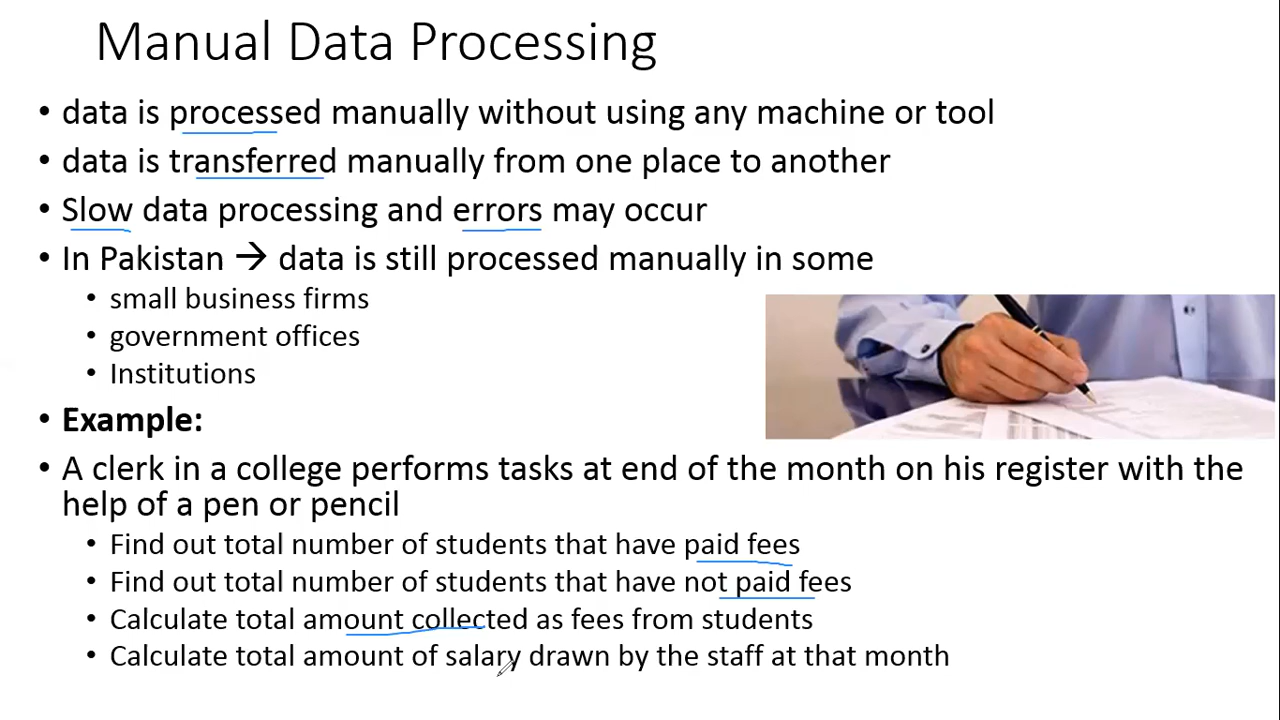 Manual Data Processing
• data is processed manually without using any machine or tool
• data is transferred manually from one place to another
• Slow data processing and errors may occur
• In Pakistan → data is still processed manually in some
• small business firms
• government offices
• Institutions
• Example:
• A clerk in a college performs tasks at end of the month on his register with the
help of a pen or pencil
• Find out total number of students that have paid fees
• Find out total number of students that have not paid fees
• Calculate total amount collected as fees from students
• Calculate total amount of salary drawn by the staff at that month